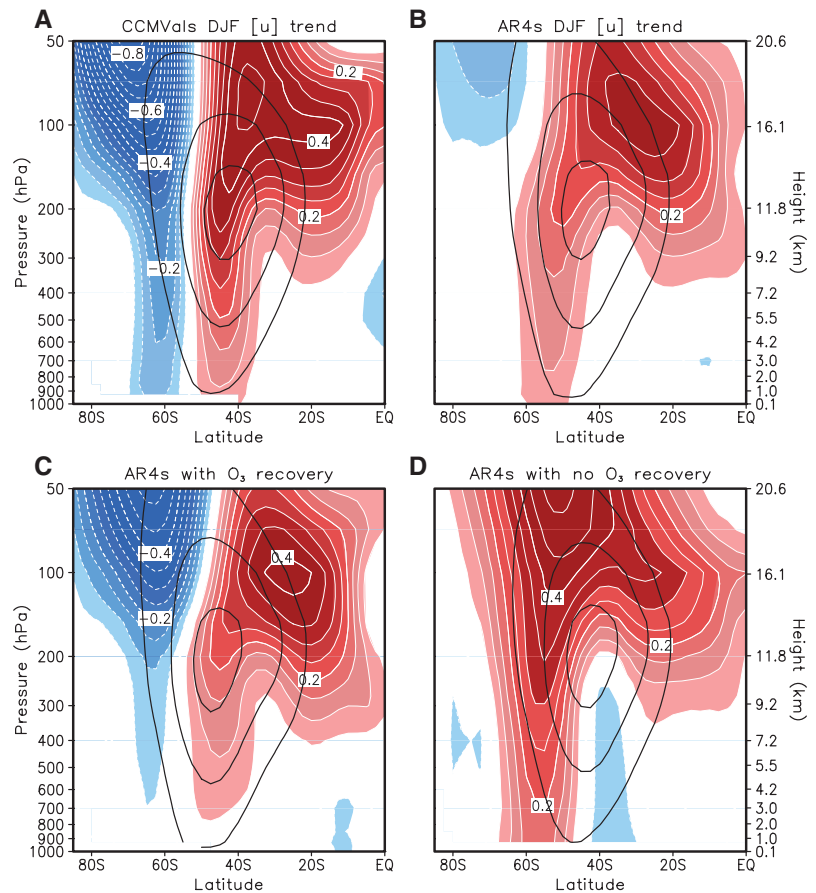 A
CCMVals DJF [u] trend
50
100
200
300
400
500
600
700
800
900
1000
Pressure (hPa)
−0.8
−0.6
−0.4
−0.2
0.2
0.4
0.2
80S 60S 40S 20S EQ
Latitude
B
AR4s DJF [u] trend
20.6
16.1
11.8
9.2
7.2
5.5
4.2
3.0
2.0
1.0
0.1
Height (km)
0.2
80S 60S 40S 20S EQ
Latitude
C
AR4s with O₃ recovery
50
100
200
300
400
500
600
700
800
900
1000
Pressure (hPa)
−0.4
−0.2
0.4
0.2
80S 60S 40S 20S EQ
Latitude
D
AR4s with no O₃ recovery
20.6
16.1
11.8
9.2
7.2
5.5
4.2
3.0
2.0
1.0
0.1
Height (km)
0.4
0.2
0.2
80S 60S 40S 20S EQ
Latitude